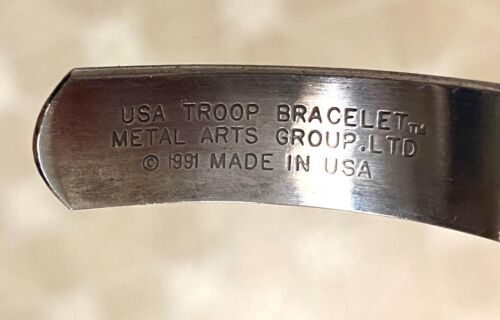 USA TROOP BRACELET™
METAL ARTS GROUP.LTD
© 1991 MADE IN USA